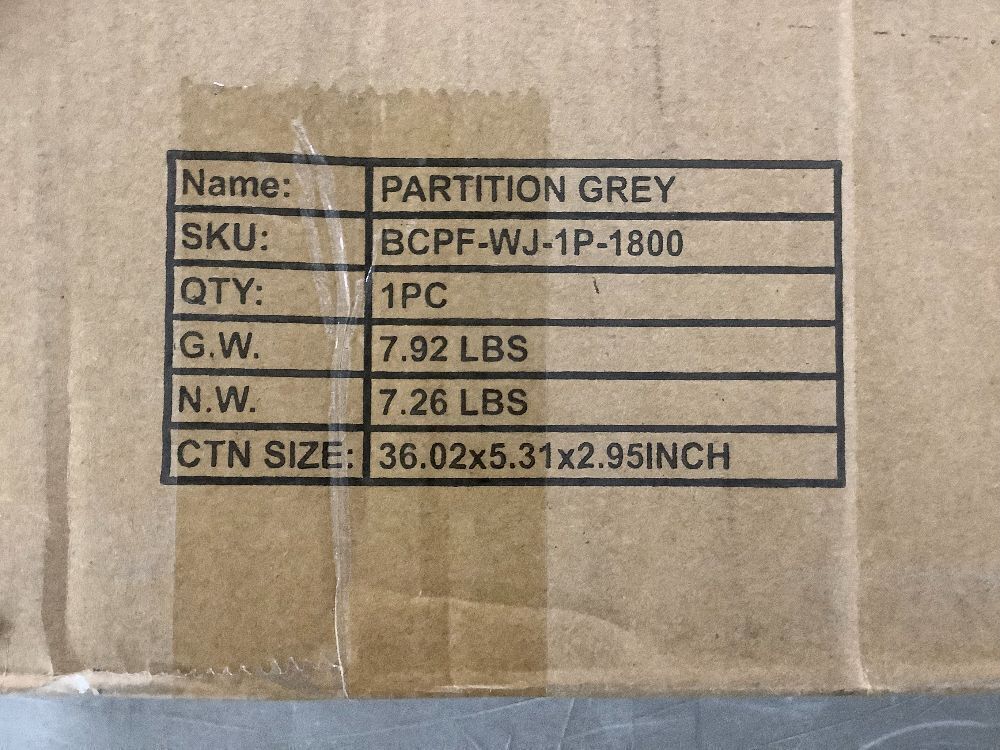 Name: PARTITION GREY
SKU: BCPF-WJ-1P-1800
QTY: 1PC
G.W. 7.92 LBS
N.W. 7.26 LBS
CTN SIZE: 36.02x5.31x2.95INCH